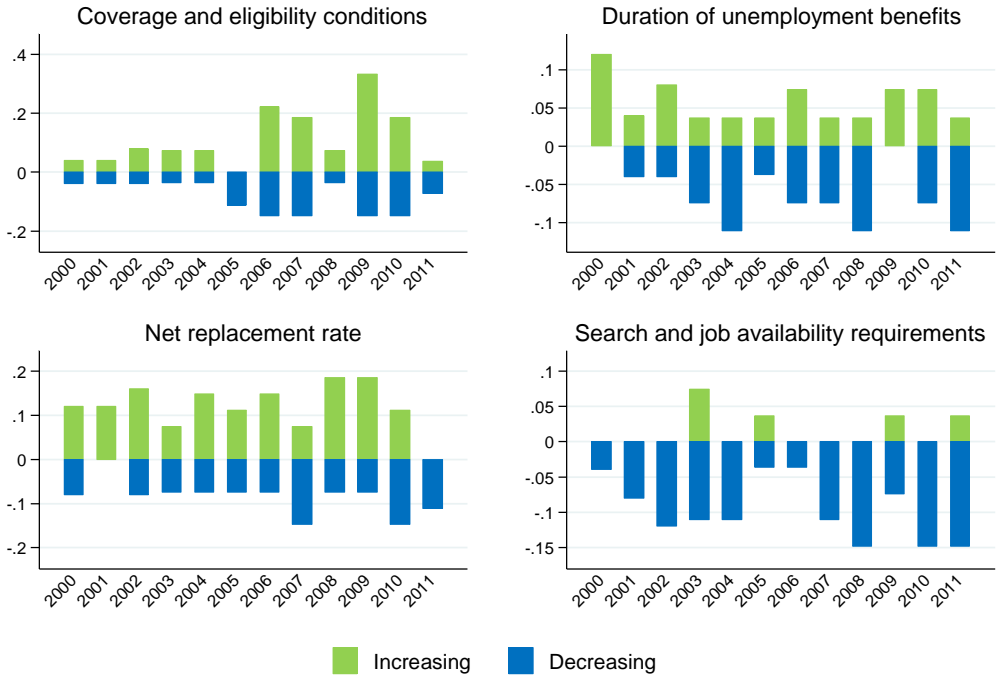 Coverage and eligibility conditions
.4
.2
0
-.2
2000 2001 2002 2003 2004 2005 2006 2007 2008 2009 2010 2011
Duration of unemployment benefits
.1
.05
0
-.05
-.1
2000 2001 2002 2003 2004 2005 2006 2007 2008 2009 2010 2011
Net replacement rate
.2
.1
0
-.1
-.2
2000 2001 2002 2003 2004 2005 2006 2007 2008 2009 2010 2011
Search and job availability requirements
.1
.05
0
-.05
-.1
-.15
2000 2001 2002 2003 2004 2005 2006 2007 2008 2009 2010 2011
Increasing Decreasing